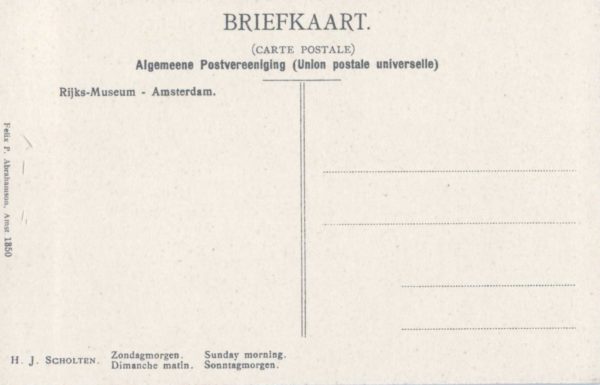 BRIEFKAART.
(CARTE POSTALE)
Algemeene Postvereeniging (Union postale universelle)
Rijks-Museum - Amsterdam.
Felix P. Abrahamson, Amst 1850
H. J. SCHOLTEN. Zondagmorgen. Sunday morning.
Dimanche matin. Sonntagmorgen.